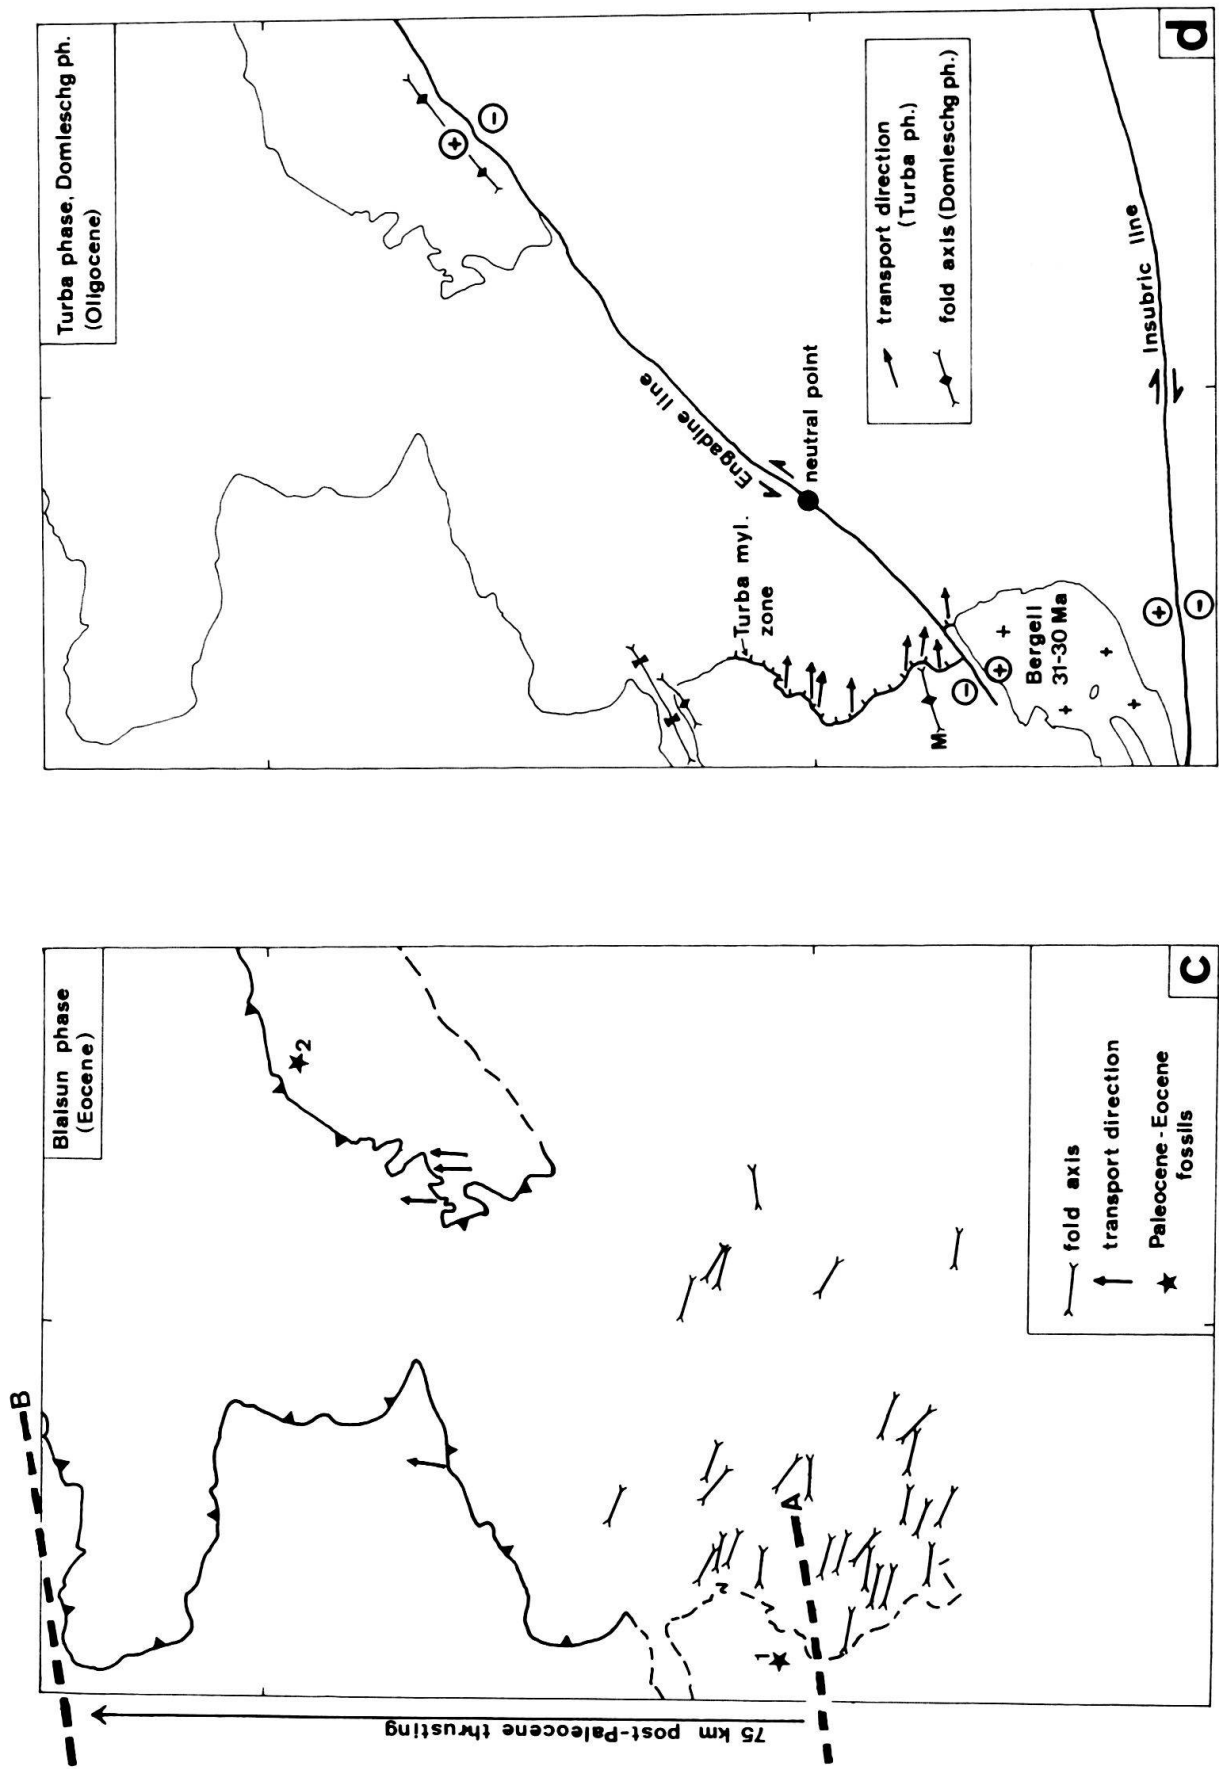 Blaisun phase
(Eocene)
B
2
A
1
75 km post-Paleocene thrusting
fold axis
transport direction
Paleocene-Eocene
fossils
c
Turba phase, Domleschg ph.
(Oligocene)
+
−
Engadine line
neutral point
Turba myl.
zone
M
−
+
Bergell
31-30 Ma
+
−
Insubric line
transport direction
(Turba ph.)
fold axis (Domleschg ph.)
d